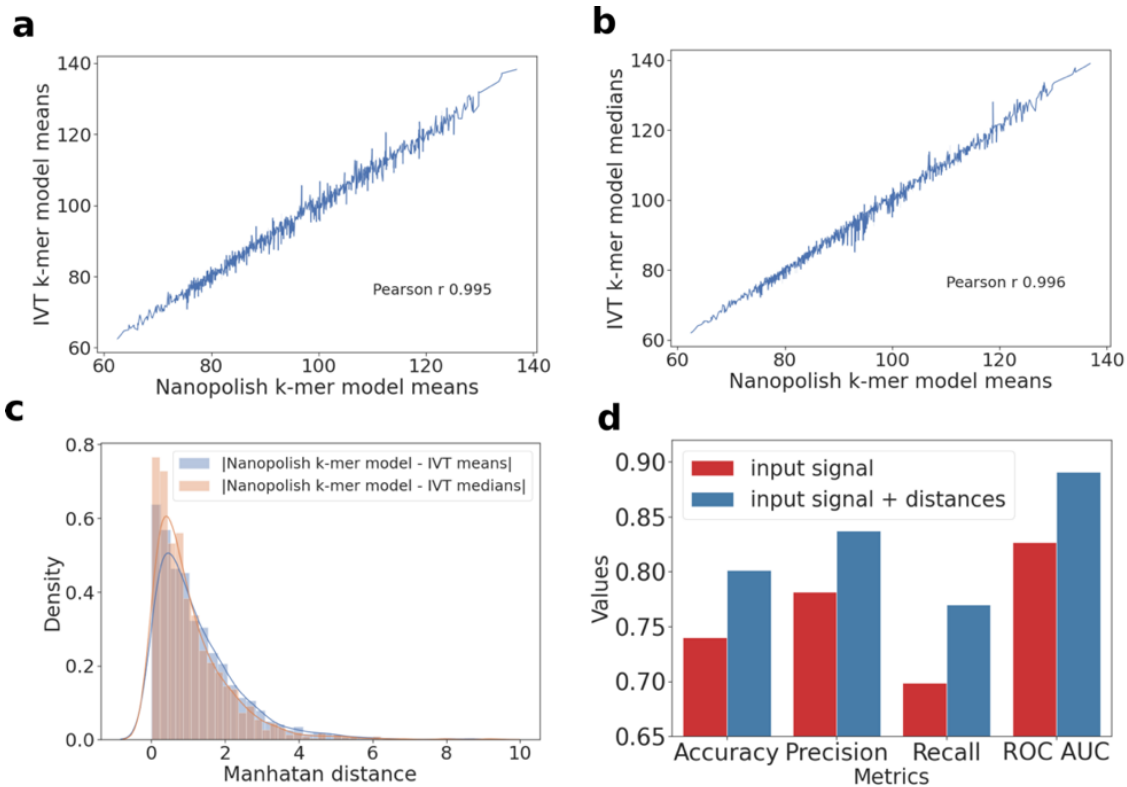 a
140
120
100
80
60
IVT k-mer model means
Pearson r 0.995
60 80 100 120 140
Nanopolish k-mer model means
b
140
120
100
80
60
IVT k-mer model medians
Pearson r 0.996
60 80 100 120 140
Nanopolish k-mer model means
c
0.8
0.6
0.4
0.2
0.0
Density
|Nanopolish k-mer model - IVT means|
|Nanopolish k-mer model - IVT medians|
0 2 4 6 8 10
Manhatan distance
d
0.90
0.85
0.80
0.75
0.70
0.65
Values
input signal
input signal + distances
Accuracy Precision Recall ROC AUC
Metrics